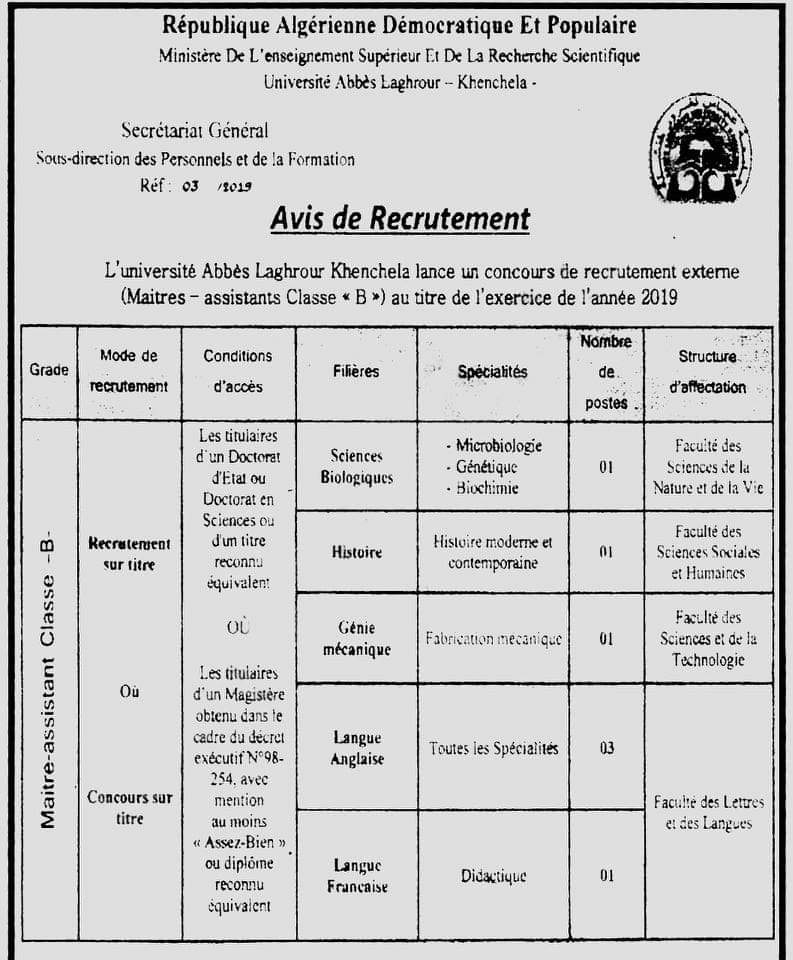 République Algérienne Démocratique Et Populaire
Ministère De L'enseignement Supérieur Et De La Recherche Scientifique
Université Abbès Laghrour – Khenchela -
Secrétariat Général
Sous-direction des Personnels et de la Formation
Réf : 03 /2019
Avis de Recrutement
L'université Abbès Laghrour Khenchela lance un concours de recrutement externe
(Maitres – assistants Classe « B ») au titre de l'exercice de l'année 2019
Grade
Mode de
recrutement
Conditions
d'accès
Filières
Spécialités
Nombre
de
postes
Structure
d'affectation
Maitre-assistant Classe -B-
Recrutement
sur titre
Où
Concours sur
titre
Les titulaires
d'un Doctorat
d'Etat ou
Doctorat en
Sciences ou
d'un titre
reconnu
équivalent
OÙ
Les titulaires
d'un Magistère
obtenu dans le
cadre du décret
exécutif N°98-
254, avec
mention
au moins
« Assez-Bien »
ou diplôme
reconnu
équivalent
Sciences
Biologiques
- Microbiologie
- Génétique
- Biochimie
01
Faculté des
Sciences de la
Nature et de la Vie
Histoire
Histoire moderne et
contemporaine
01
Faculté des
Sciences Sociales
et Humaines
Génie
mécanique
Fabrication mécanique
01
Faculté des
Sciences et de la
Technologie
Langue
Anglaise
Toutes les Spécialités
03
Faculté des Lettres
et des Langues
Langue
Francaise
Didactique
01